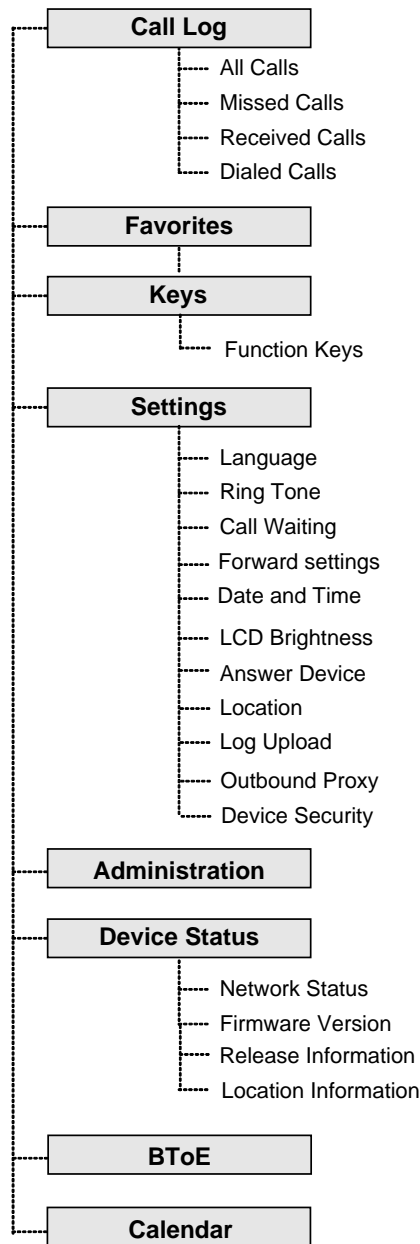 Call Log
All Calls
Missed Calls
Received Calls
Dialed Calls
Favorites
Keys
Function Keys
Settings
Language
Ring Tone
Call Waiting
Forward settings
Date and Time
LCD Brightness
Answer Device
Location
Log Upload
Outbound Proxy
Device Security
Administration
Device Status
Network Status
Firmware Version
Release Information
Location Information
BToE
Calendar